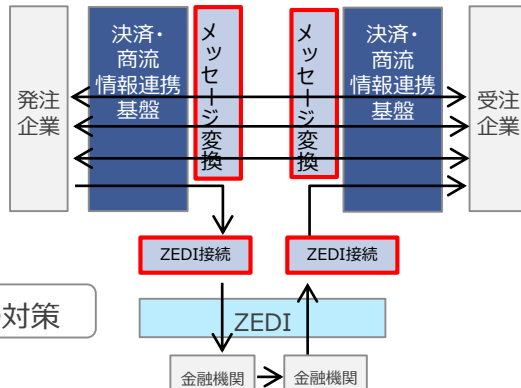 発注
企業
決済・
商流
情報連携
基盤
メッセージ変換
メッセージ変換
決済・
商流
情報連携
基盤
受注
企業
ZEDI接続
ZEDI接続
対策
ZEDI
金融機関
金融機関